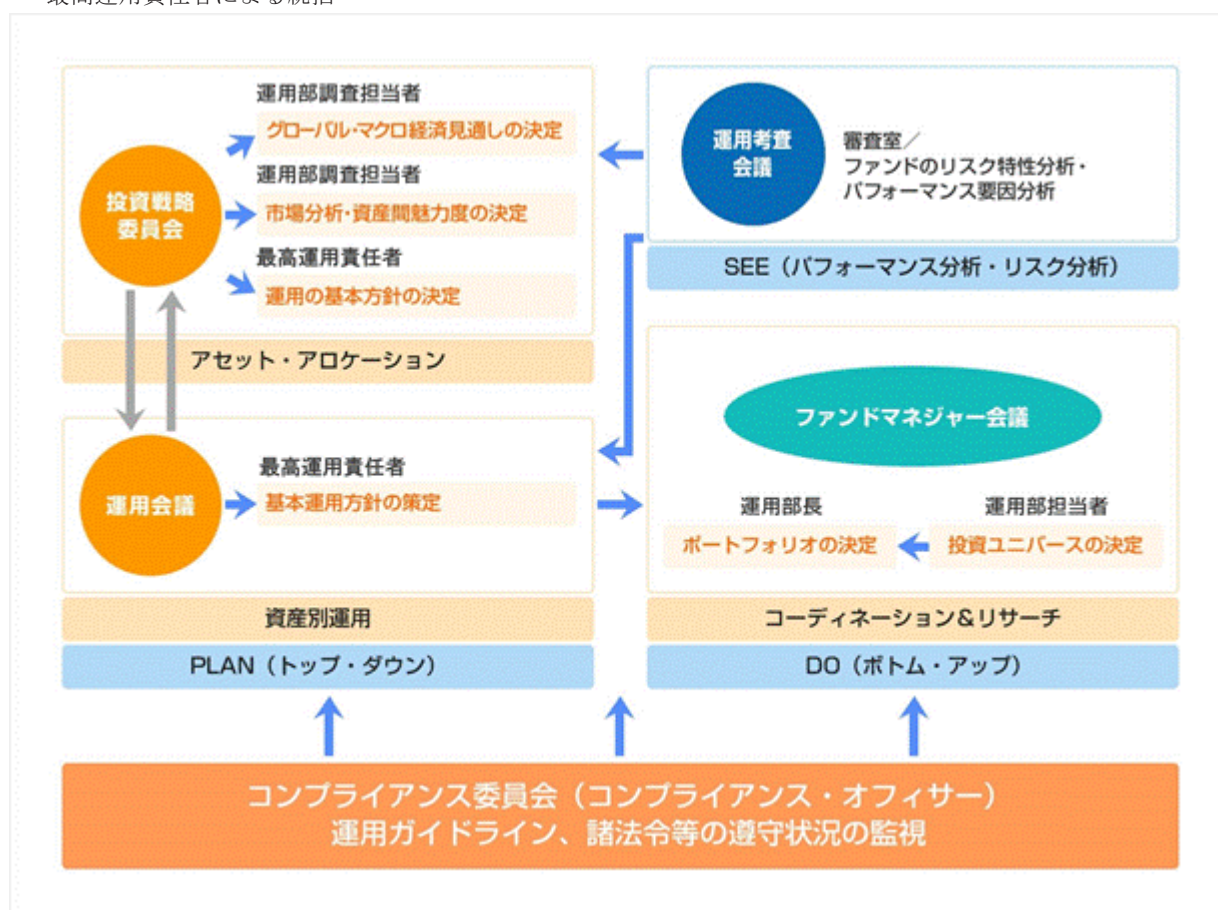 最高運用責任者による統括
運用部調査担当者
グローバル・マクロ経済見通しの決定
投資戦略
委員会
運用部調査担当者
市場分析・資産間魅力度の決定
最高運用責任者
運用の基本方針の決定
アセット・アロケーション
運用会議
最高運用責任者
基本運用方針の策定
資産別運用
PLAN(トップ・ダウン)
運用考査
会議
審査室/
ファンドのリスク特性分析・
パフォーマンス要因分析
SEE(パフォーマンス分析・リスク分析)
ファンドマネジャー会議
運用部長
ポートフォリオの決定
運用部担当者
投資ユニバースの決定
コーディネーション&リサーチ
DO(ボトム・アップ)
コンプライアンス委員会(コンプライアンス・オフィサー)
運用ガイドライン、諸法令等の遵守状況の監視